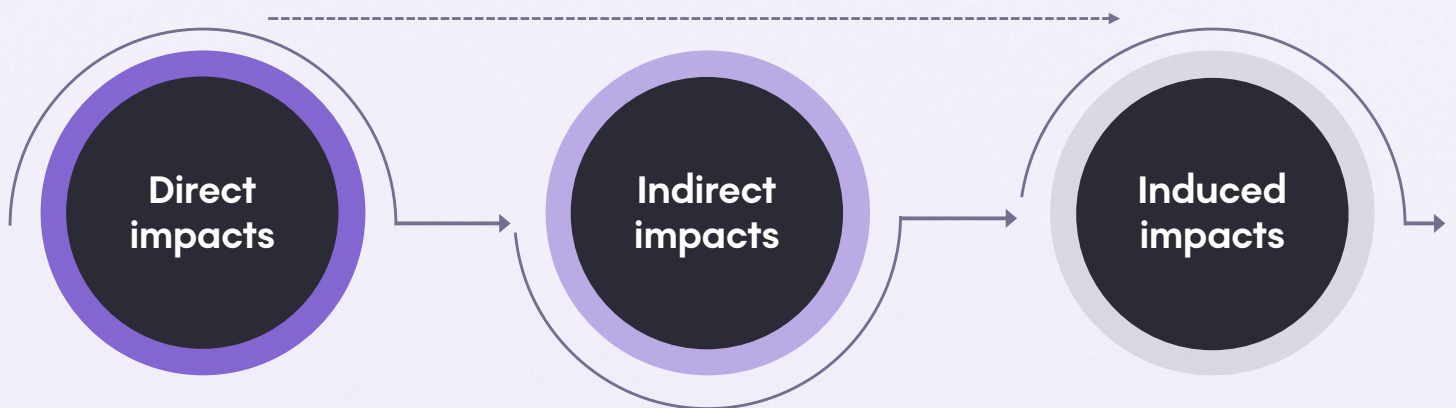 Direct
impacts
Indirect
impacts
Induced
impacts